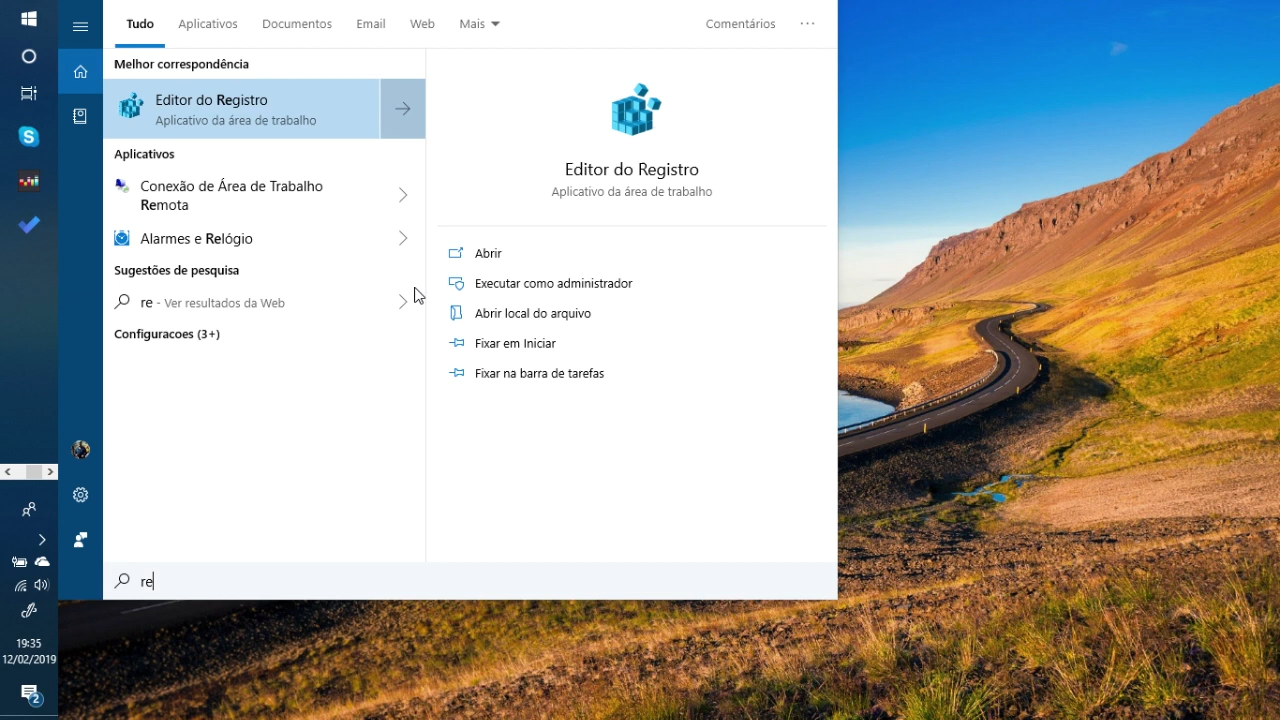 Tudo
Aplicativos
Documentos
Email
Web
Mais
Comentários
Melhor correspondência
Editor do Registro
Aplicativo da área de trabalho
Aplicativos
Conexão de Área de Trabalho
Remota
Alarmes e Relógio
Sugestões de pesquisa
re - Ver resultados da Web
Configuracoes (3+)
Editor do Registro
Aplicativo da área de trabalho
Abrir
Executar como administrador
Abrir local do arquivo
Fixar em Iniciar
Fixar na barra de tarefas
re
19:35
12/02/2019
2